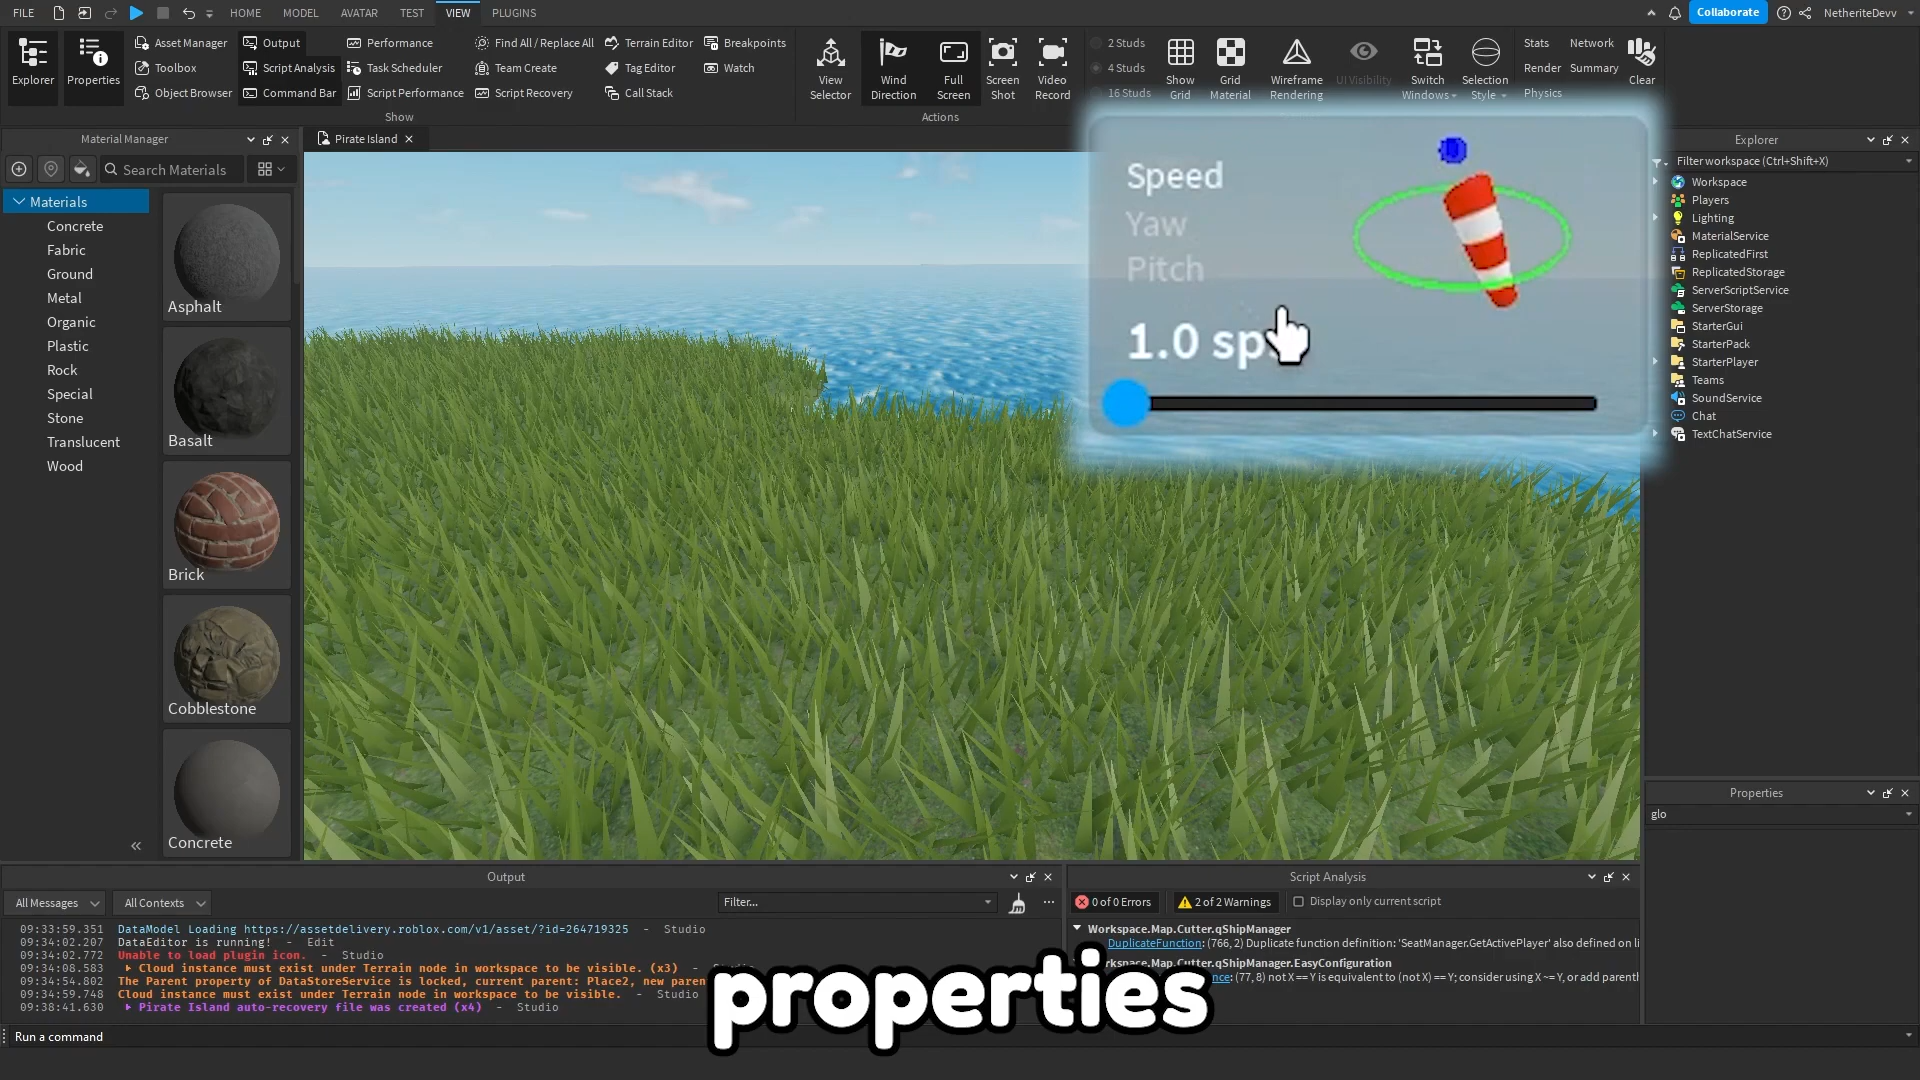 FILE HOME MODEL AVATAR TEST VIEW PLUGINS Collaborate NetheriteDevv
Explorer
Properties
Asset Manager
Toolbox
Object Browser
Output
Script Analysis
Command Bar
Performance
Task Scheduler
Script Performance
Find All / Replace All
Team Create
Script Recovery
Terrain Editor
Tag Editor
Call Stack
Breakpoints
Watch
Show
View
Selector
Wind
Direction
Full
Screen
Screen
Shot
Video
Record
Actions
2 Studs
4 Studs
16 Studs
Show
Grid
Grid
Material
Wireframe
Rendering
UI Visibility
Switch
Windows
Selection
Style
Stats
Render
Physics
Network
Summary
Clear
Material Manager
Search Materials
Materials
Concrete
Fabric
Ground
Metal
Organic
Plastic
Rock
Special
Stone
Translucent
Wood
Asphalt
Basalt
Brick
Cobblestone
Concrete
Pirate Island
Speed
Yaw
Pitch
1.0
Explorer
Filter workspace (Ctrl+Shift+X)
Workspace
Players
Lighting
MaterialService
ReplicatedFirst
ReplicatedStorage
ServerScriptService
ServerStorage
StarterGui
StarterPack
StarterPlayer
Teams
SoundService
Chat
TextChatService
Properties
glo
Output
All Messages All Contexts Filter...
09:33:59.351 DataModel Loading https://assetdelivery.roblox.com/v1/asset/?id=264719325 - Studio
09:34:02.207 DataEditor is running! - Edit
09:34:02.772 Unable to load plugin icon. - Studio
09:34:08.583 Cloud instance must exist under Terrain node in workspace to be visible. (x3) -
09:34:54.802 The Parent property of DataStoreService is locked, current parent: Place2, new paren
09:34:59.748 Cloud instance must exist under Terrain node in workspace to be visible. - Studio
09:38:41.630 Pirate Island auto-recovery file was created (x4) - Studio
Script Analysis
0 of 0 Errors 2 of 2 Warnings Display only current script
Workspace.Map.Cutter.qShipManager
DuplicateFunction: (766, 2) Duplicate function definition: 'SeatManager.GetActivePlayer' also defined on li
kspace.Map.Cutter.qShipManager.EasyConfiguration
nce: (77, 8) not X == Y is equivalent to (not X) == Y; consider using X ~= Y, or add parenth
properties
Run a command